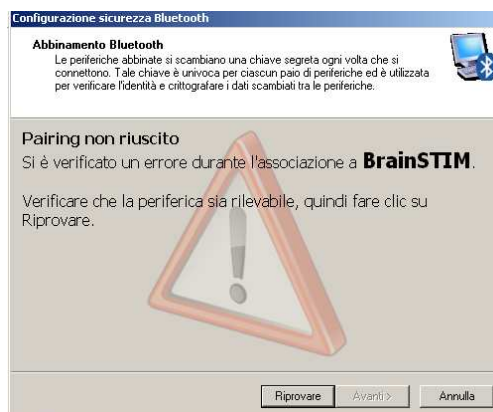 Configurazione sicurezza Bluetooth
Abbinamento Bluetooth
Le periferiche abbinate si scambiano una chiave segreta ogni volta che si
connettono. Tale chiave è univoca per ciascun paio di periferiche ed è utilizzata
per verificare l'identità e crittografare i dati scambiati tra le periferiche.
Pairing non riuscito
Si è verificato un errore durante l'associazione a BrainSTIM.
Verificare che la periferica sia rilevabile, quindi fare clic su
Riprovare.
Riprovare
Avanti >
Annulla